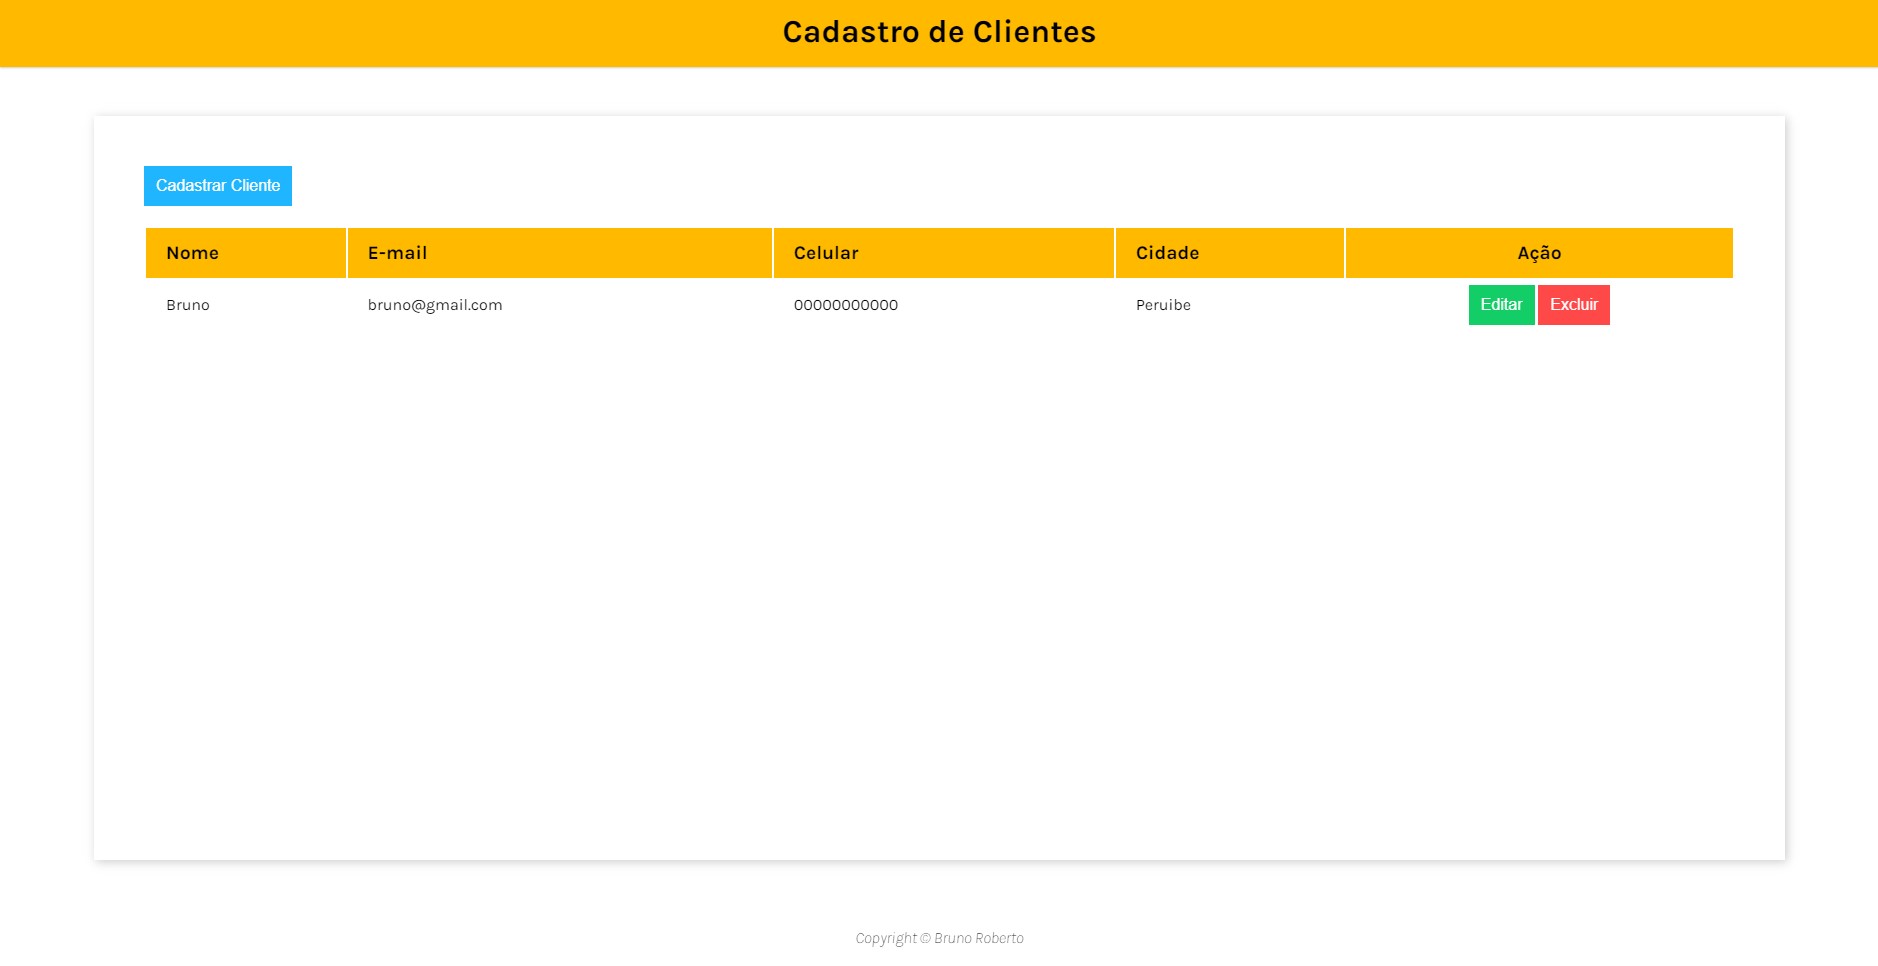 Cadastro de Clientes
Cadastrar Cliente
Nome E-mail Celular Cidade Ação
Bruno bruno@gmail.com 00000000000 Peruibe Editar Excluir
Copyright © Bruno Roberto